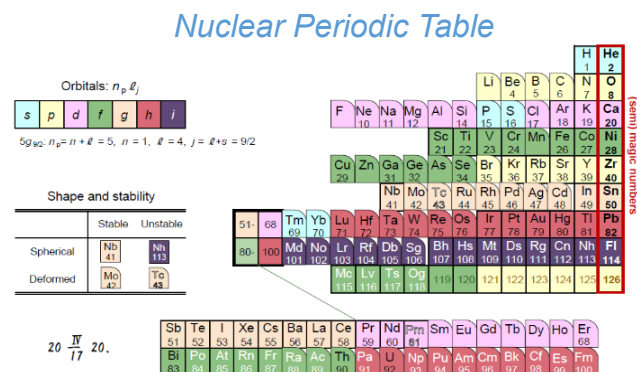 Nuclear Periodic Table
H He
1 2
Li Be B C N O
4 5 6 7 8
F Ne Na Mg Al Si P S Cl Ar K Ca
10 11 12 14 15 16 17 18 19 20
Sc Ti V Cr Mn Fe Co Ni
21 22 23 24 26 27 28
Cu Zn Ga Ge As Se Br Kr Rb Sr Y Zr
29 31 32 34 35 36 37 38 39 40
Nb Mo Tc Ru Rh Pd Ag Cd In Sn
41 42 43 44 45 46 47 48 49 50
51- 68 Tm Yb Lu Hf Ta W Re Os Ir Pt Au Hg Tl Pb
69 70 71 72 73 74 75 76 77 78 79 80 81 82
80- 100 Md No Lr Rf Db Sg Bh Hs Mt Ds Rg Cn Nh Fl
101 102 103 104 105 106 107 108 109 110 111 112 113 114
Mc Lv Ts Og 119 120 121 122 123 124 125 126
115 116 117 118
(semi) magic numbers
Orbitals: nₚ ℓⱼ
s p d f g h i
5g₉/₂: nₚ= n + ℓ = 5, n = 1, ℓ = 4, j = ℓ+s = 9/2
Shape and stability
Stable Unstable
Spherical Nb 41 Nh 113
Deformed Mo 42 Tc 43
Sb Te I Xe Cs Ba La Ce Pr Nd Pm Sm Eu Gd Tb Dy Ho Er
51 52 53 54 55 56 57 58 59 60 61 68
Bi Po At Rn Fr Ra Ac Th Pa U Np Pu Am Cm Bk Cf Es Fm
83 84 85 86 87 88 89 90 91 92 93 94 95 96 97 98 99 100
20 IV/17 20.